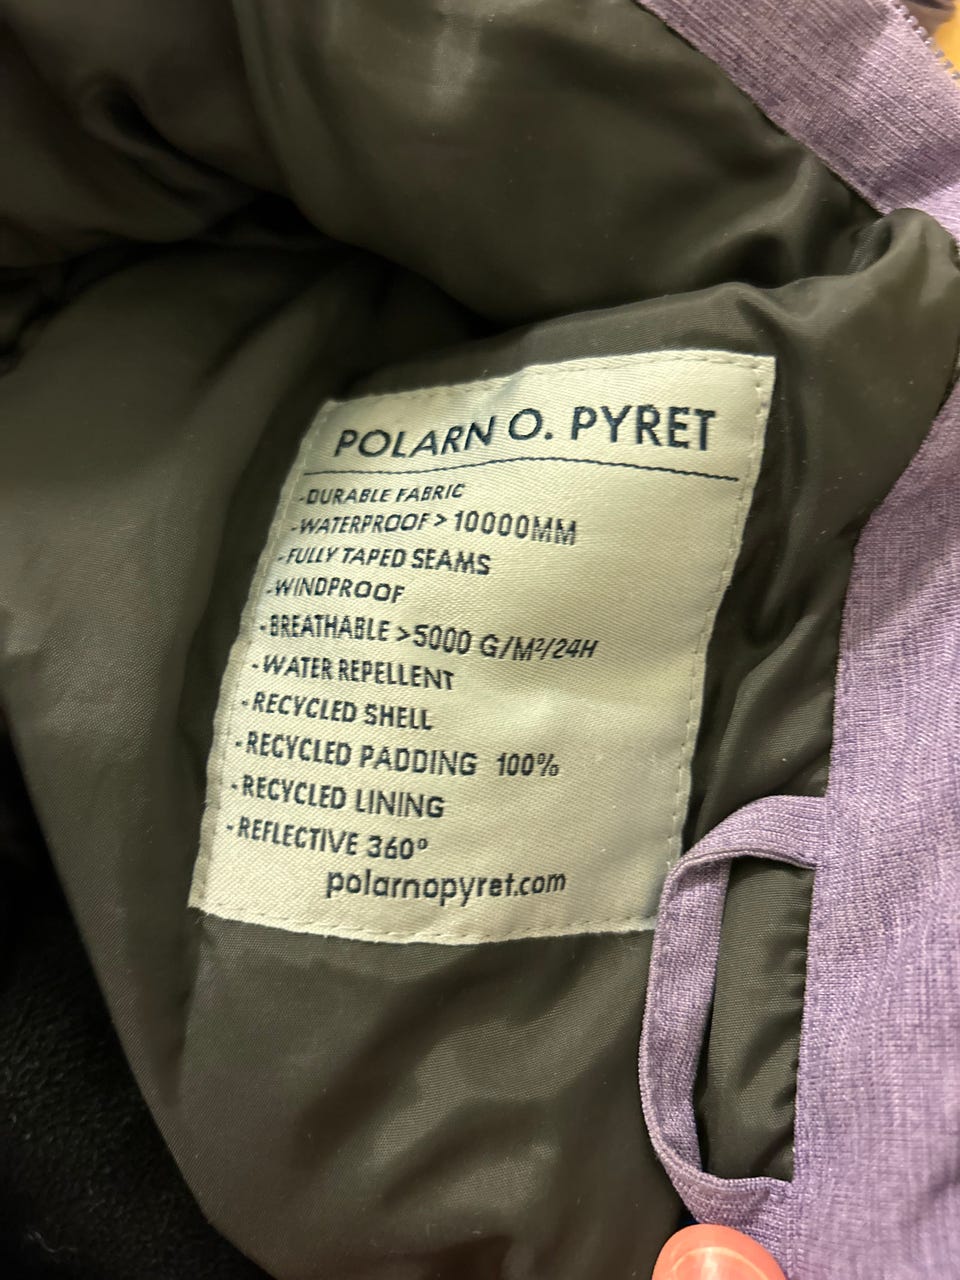 POLARN O. PYRET
-DURABLE FABRIC
-WATERPROOF > 10000MM
-FULLY TAPED SEAMS
-WINDPROOF
-BREATHABLE >5000 G/M²/24H
-WATER REPELLENT
-RECYCLED SHELL
-RECYCLED PADDING 100%
-RECYCLED LINING
-REFLECTIVE 360°
polarnopyret.com